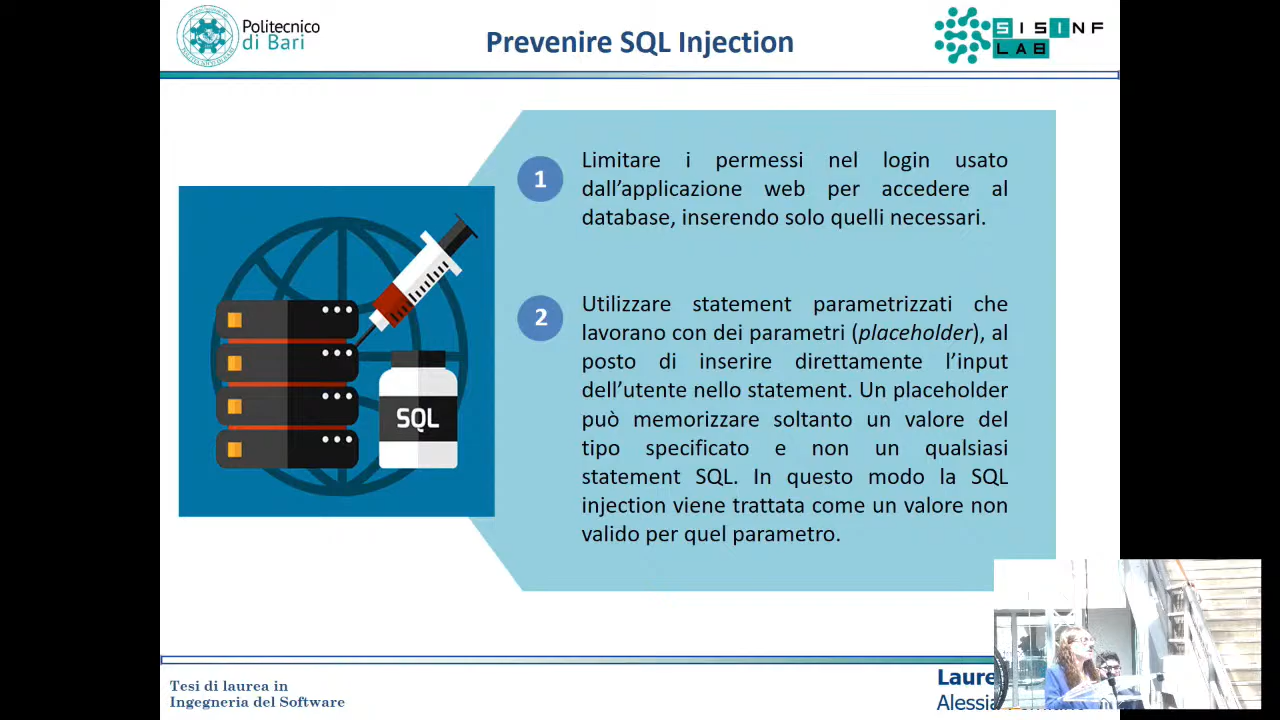 Politecnico
di Bari
Prevenire SQL Injection
SISINF
LAB
1
Limitare i permessi nel login usato
dall’applicazione web per accedere al
database, inserendo solo quelli necessari.
2
Utilizzare statement parametrizzati che
lavorano con dei parametri (placeholder), al
posto di inserire direttamente l’input
dell’utente nello statement. Un placeholder
può memorizzare soltanto un valore del
tipo specificato e non un qualsiasi
statement SQL. In questo modo la SQL
injection viene trattata come un valore non
valido per quel parametro.
SQL
Tesi di laurea in
Ingegneria del Software